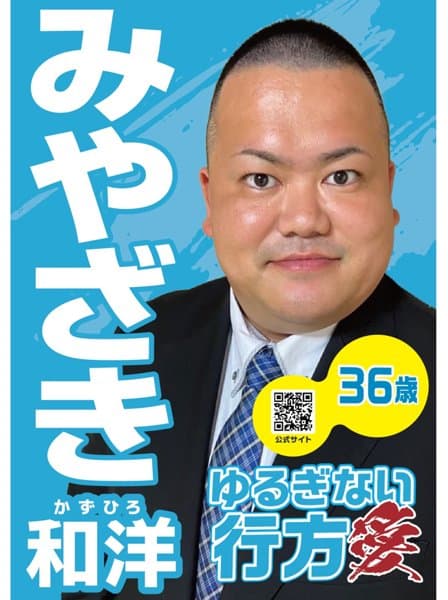 みやざき
かずひろ
和洋
36歳
公式サイト
ゆるぎない
行方愛